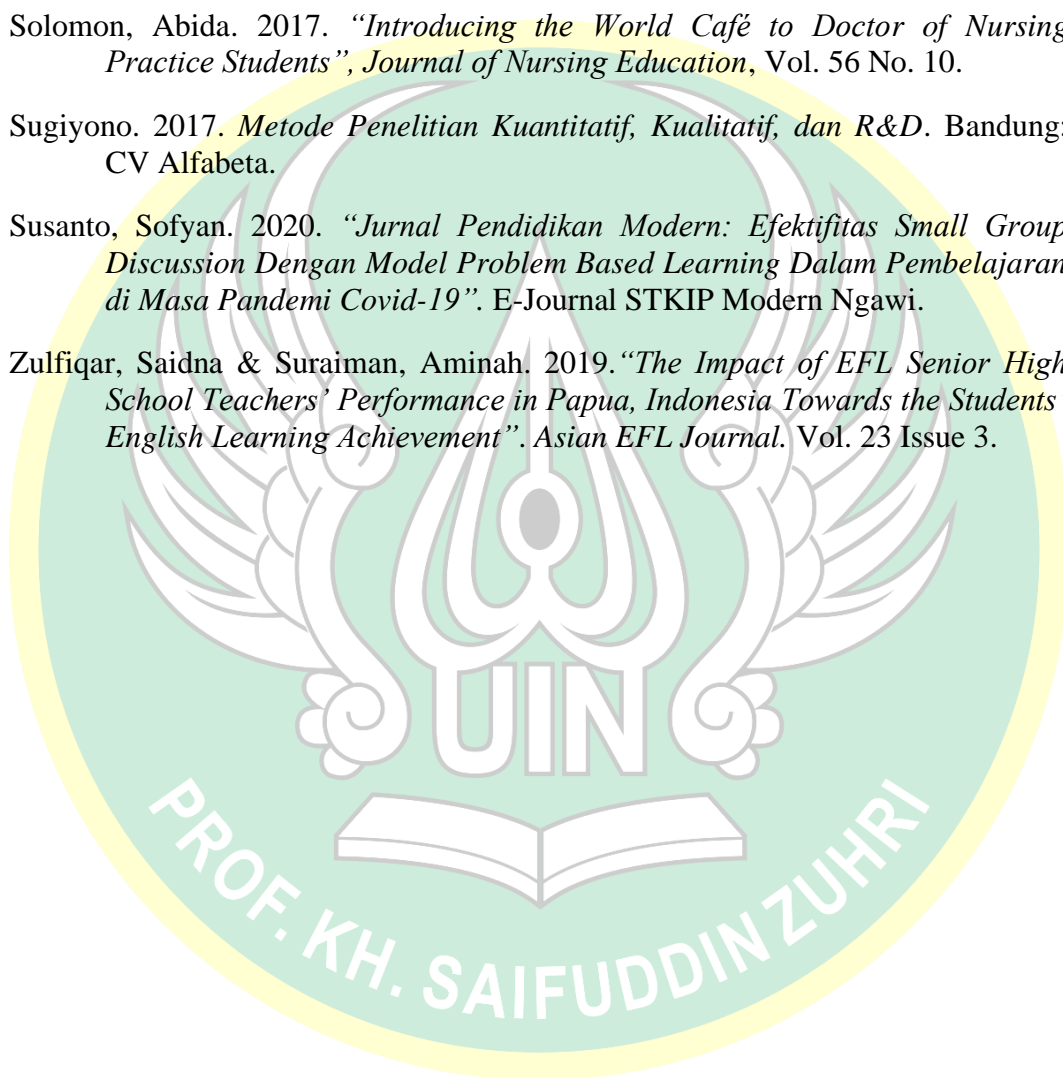 Solomon, Abida. 2017. “Introducing the World Café to Doctor of Nursing
Practice Students”, Journal of Nursing Education, Vol. 56 No. 10.
Sugiyono. 2017. Metode Penelitian Kuantitatif, Kualitatif, dan R&D. Bandung:
CV Alfabeta.
Susanto, Sofyan. 2020. “Jurnal Pendidikan Modern: Efektifitas Small Group
Discussion Dengan Model Problem Based Learning Dalam Pembelajaran
di Masa Pandemi Covid-19”. E-Journal STKIP Modern Ngawi.
Zulfiqar, Saidna & Suraiman, Aminah. 2019.“The Impact of EFL Senior High
School Teachers’ Performance in Papua, Indonesia Towards the Students
English Learning Achievement”. Asian EFL Journal. Vol. 23 Issue 3.
UIN
PROF. KH. SAIFUDDIN ZUHRI